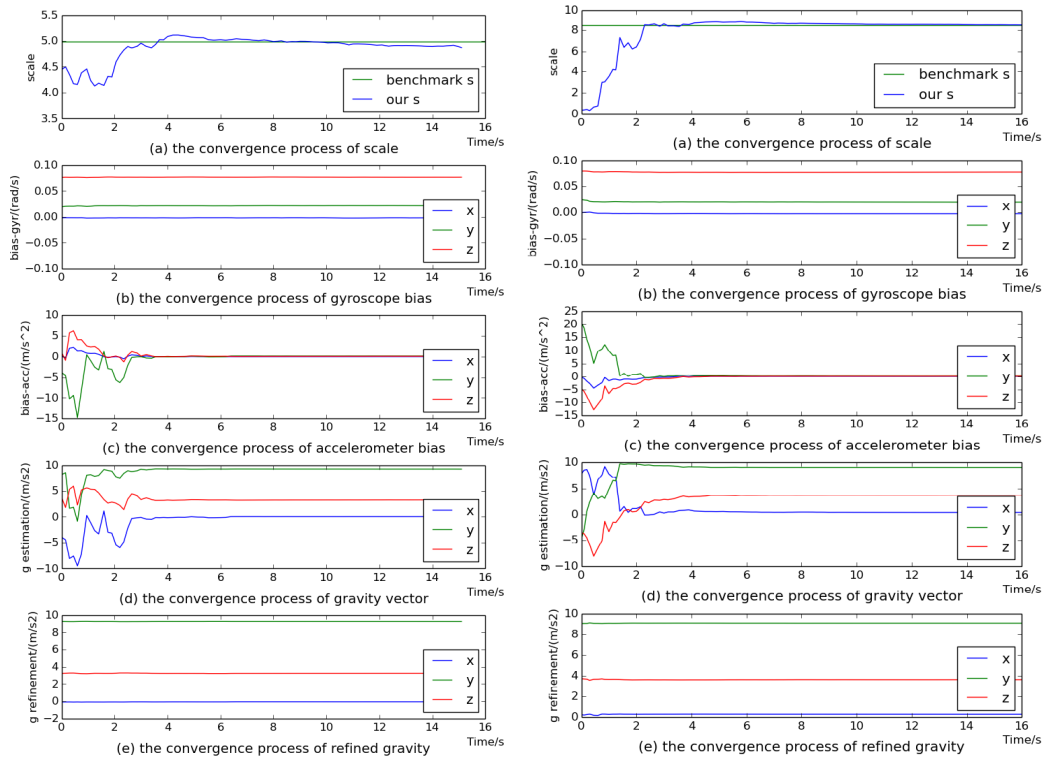 5.5
5.0
4.5
4.0
3.5
scale
benchmark s
our s
0 2 4 6 8 10 12 14 16
Time/s
(a) the convergence process of scale
0.10
0.05
0.00
−0.05
−0.10
bias-gyr/(rad/s)
x
y
z
0 2 4 6 8 10 12 14 16
Time/s
(b) the convergence process of gyroscope bias
10
5
0
−5
−10
−15
bias-acc/(m/s^2)
x
y
z
0 2 4 6 8 10 12 14 16
Time/s
(c) the convergence process of accelerometer bias
10
5
0
−5
−10
g estimation/(m/s2)
x
y
z
0 2 4 6 8 10 12 14 16
Time/s
(d) the convergence process of gravity vector
10
8
6
4
2
0
−2
g refinement/(m/s2)
x
y
z
0 2 4 6 8 10 12 14 16
Time/s
(e) the convergence process of refined gravity
10
8
6
4
2
0
scale
benchmark s
our s
0 2 4 6 8 10 12 14 16
Time/s
(a) the convergence process of scale
0.10
0.05
0.00
−0.05
−0.10
bias-gyr/(rad/s)
x
y
z
0 2 4 6 8 10 12 14 16
Time/s
(b) the convergence process of gyroscope bias
25
20
15
10
5
0
−5
−10
−15
bias-acc/(m/s^2)
x
y
z
0 2 4 6 8 10 12 14 16
Time/s
(c) the convergence process of accelerometer bias
10
5
0
−5
−10
g estimation/(m/s2)
x
y
z
0 2 4 6 8 10 12 14 16
Time/s
(d) the convergence process of gravity vector
10
8
6
4
2
0
g refinement/(m/s2)
x
y
z
0 2 4 6 8 10 12 14 16
Time/s
(e) the convergence process of refined gravity